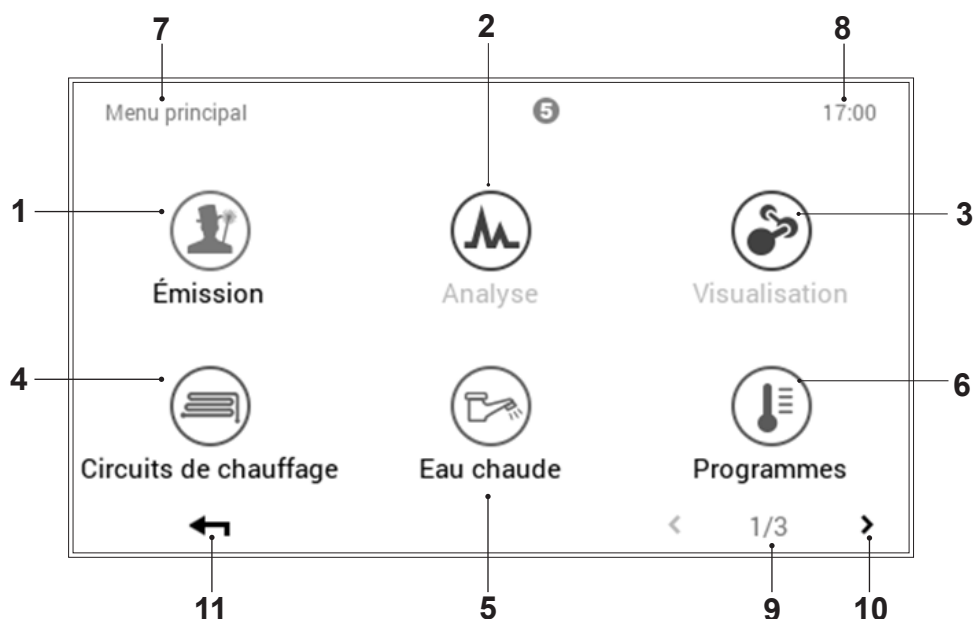 7 2 8
Menu principal 5 17:00
1 3
Émission Analyse Visualisation
4 6
Circuits de chauffage Eau chaude Programmes
< 1/3 >
11 5 9 10